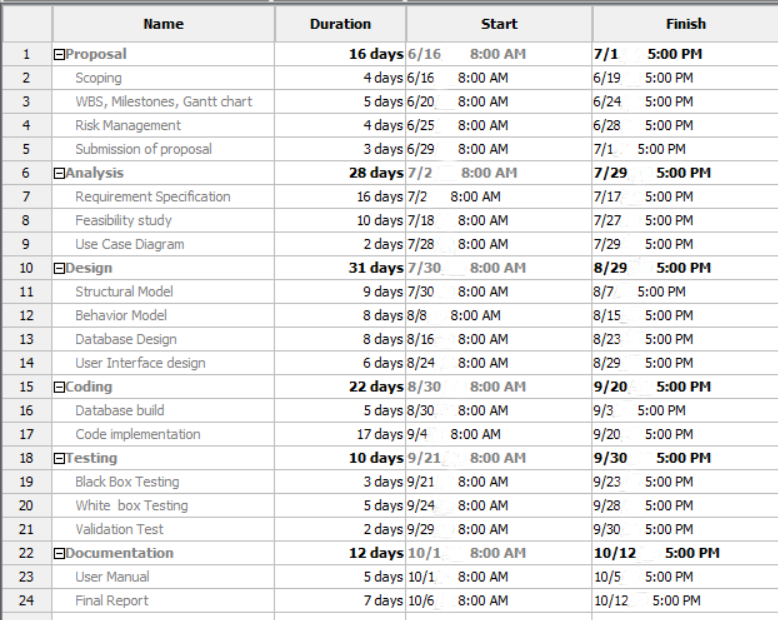 Name Duration Start Finish
1 Proposal 16 days 6/16 8:00 AM 7/1 5:00 PM
2 Scoping 4 days 6/16 8:00 AM 6/19 5:00 PM
3 WBS, Milestones, Gantt chart 5 days 6/20 8:00 AM 6/24 5:00 PM
4 Risk Management 4 days 6/25 8:00 AM 6/28 5:00 PM
5 Submission of proposal 3 days 6/29 8:00 AM 7/1 5:00 PM
6 Analysis 28 days 7/2 8:00 AM 7/29 5:00 PM
7 Requirement Specification 16 days 7/2 8:00 AM 7/17 5:00 PM
8 Feasibility study 10 days 7/18 8:00 AM 7/27 5:00 PM
9 Use Case Diagram 2 days 7/28 8:00 AM 7/29 5:00 PM
10 Design 31 days 7/30 8:00 AM 8/29 5:00 PM
11 Structural Model 9 days 7/30 8:00 AM 8/7 5:00 PM
12 Behavior Model 8 days 8/8 8:00 AM 8/15 5:00 PM
13 Database Design 8 days 8/16 8:00 AM 8/23 5:00 PM
14 User Interface design 6 days 8/24 8:00 AM 8/29 5:00 PM
15 Coding 22 days 8/30 8:00 AM 9/20 5:00 PM
16 Database build 5 days 8/30 8:00 AM 9/3 5:00 PM
17 Code implementation 17 days 9/4 8:00 AM 9/20 5:00 PM
18 Testing 10 days 9/21 8:00 AM 9/30 5:00 PM
19 Black Box Testing 3 days 9/21 8:00 AM 9/23 5:00 PM
20 White box Testing 5 days 9/24 8:00 AM 9/28 5:00 PM
21 Validation Test 2 days 9/29 8:00 AM 9/30 5:00 PM
22 Documentation 12 days 10/1 8:00 AM 10/12 5:00 PM
23 User Manual 5 days 10/1 8:00 AM 10/5 5:00 PM
24 Final Report 7 days 10/6 8:00 AM 10/12 5:00 PM